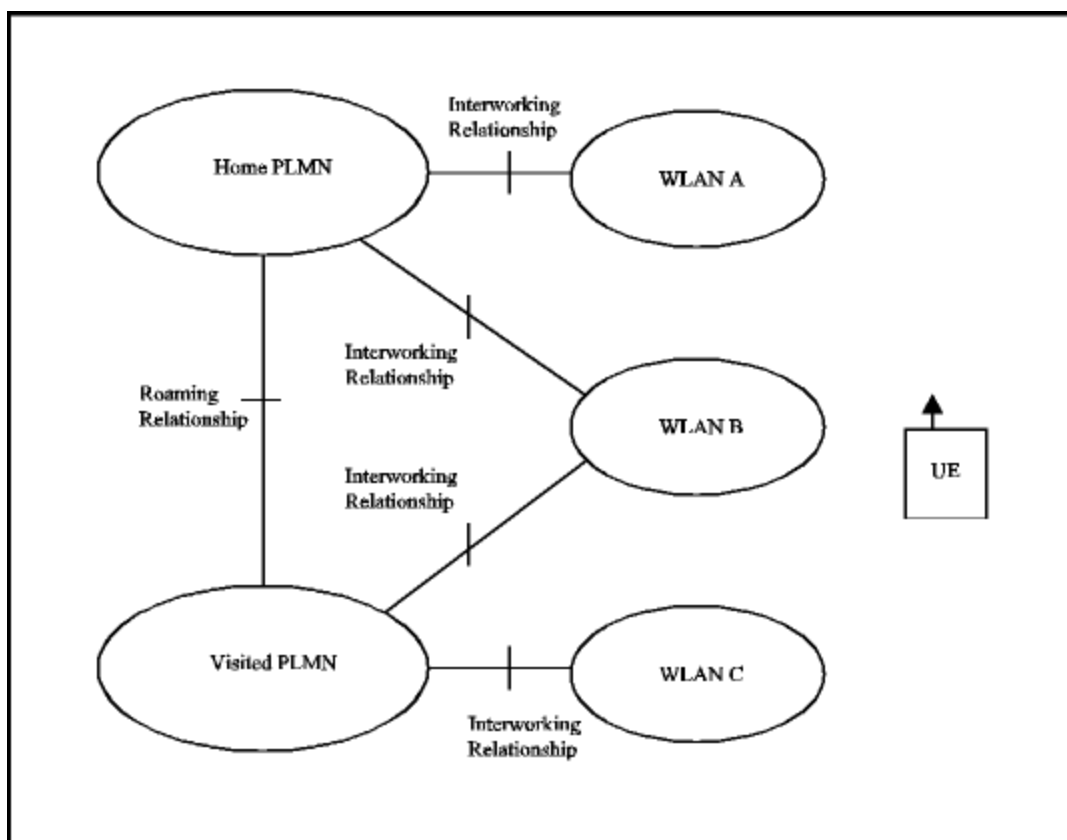 Interworking
Relationship
Home PLMN
WLAN A
Interworking
Relationship
Roaming
Relationship
WLAN B
UE
Interworking
Relationship
Visited PLMN
WLAN C
Interworking
Relationship